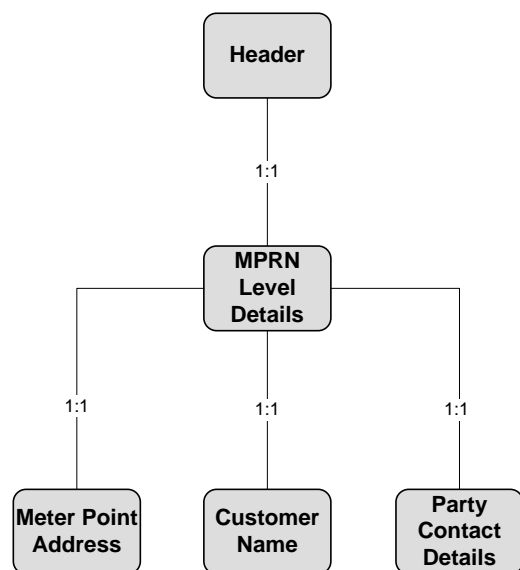 Header
1:1
MPRN
Level
Details
1:1
1:1
1:1
Meter Point
Address
Customer
Name
Party
Contact
Details